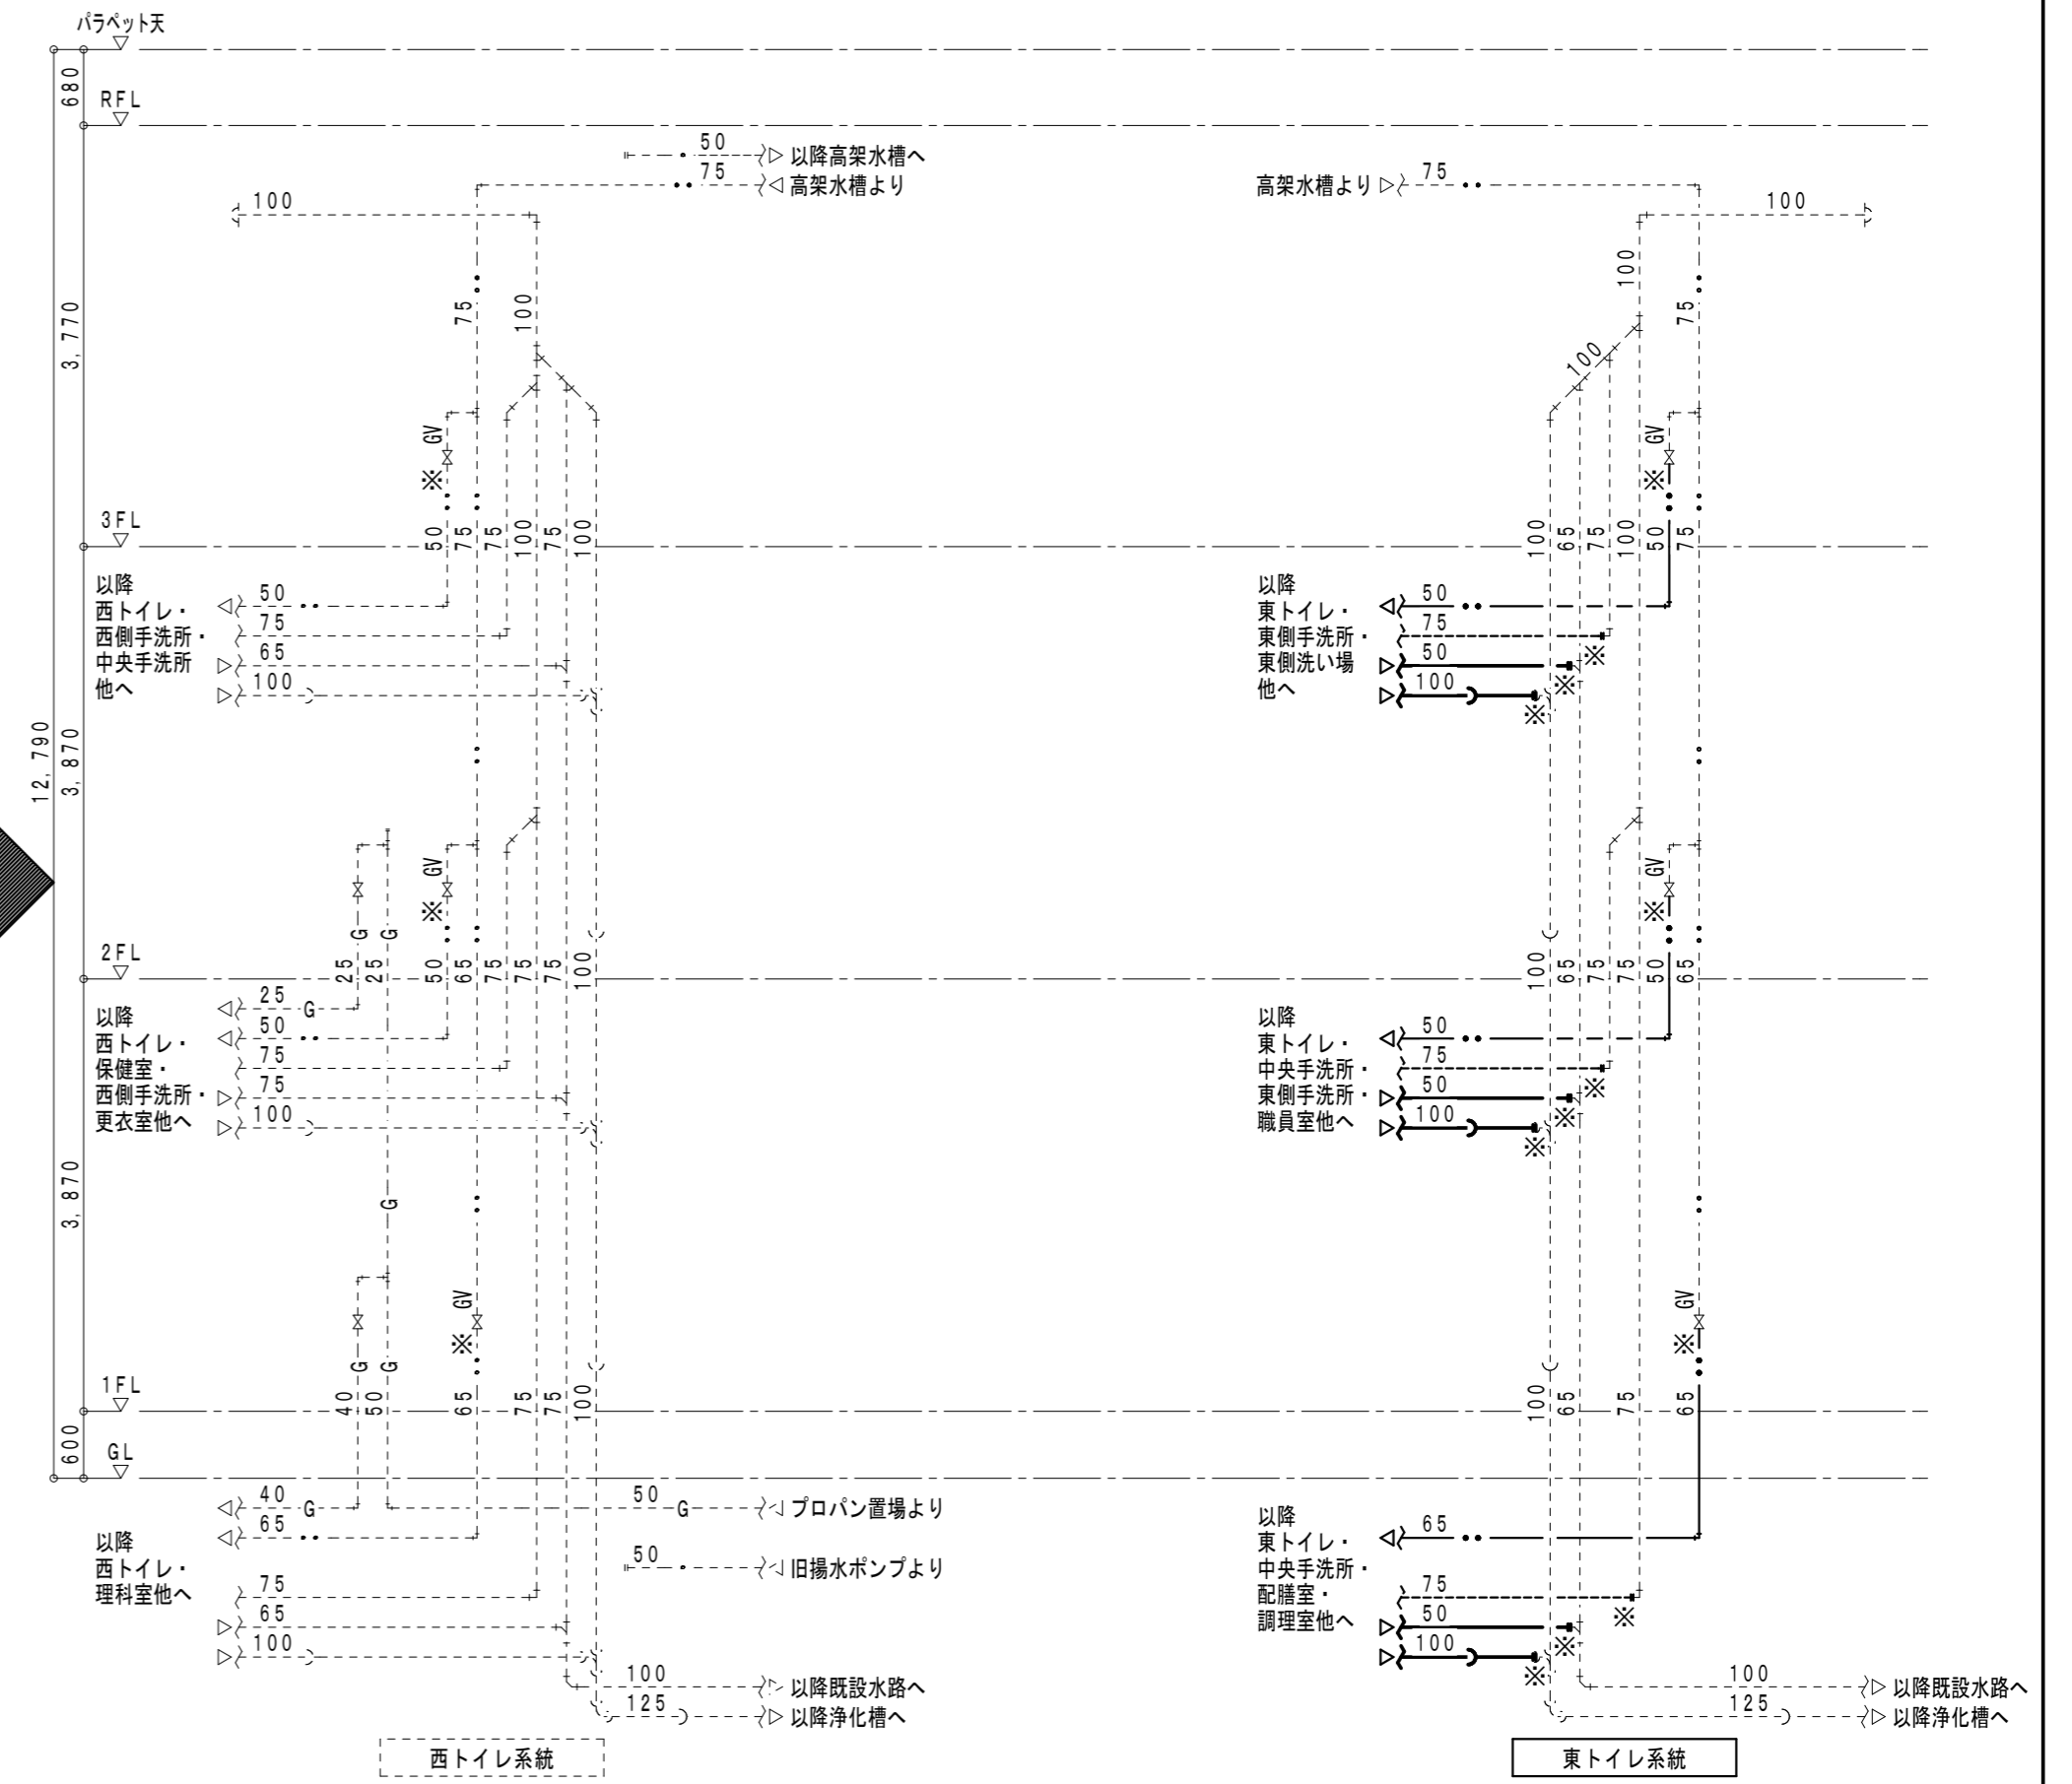 パラペット天
680
RFL
50
以降高架水槽へ
75
高架水槽より
高架水槽より
75
100
100
75
100
100
75
3,770
100
GV
※
GV
※
3FL
50
75
75
100
75
100
100
65
75
100
50
75
以降
西トイレ・
西側手洗所・
中央手洗所
他へ
50
75
65
100
以降
東トイレ・
東側手洗所・
東側洗い場
他へ
50
75
※
50
※
100
※
12,790
3,870
GV
※
GV
※
G
G
2FL
25
25
50
65
75
75
75
100
100
65
75
75
50
65
以降
西トイレ・
保健室・
西側手洗所・
更衣室他へ
25
G
50
75
75
100
以降
東トイレ・
中央手洗所・
東側手洗所・
職員室他へ
50
75
※
50
※
100
※
3,870
G
GV
※
GV
※
G
G
1FL
40
50
65
75
75
100
100
65
75
65
600
GL
40
G
50
G
プロパン置場より
65
以降
西トイレ・
理科室他へ
50
旧揚水ポンプより
75
65
100
以降
東トイレ・
中央手洗所・
配膳室・
調理室他へ
65
75
※
50
※
100
※
100
以降既設水路へ
125
以降浄化槽へ
100
以降既設水路へ
125
以降浄化槽へ
西トイレ系統
東トイレ系統